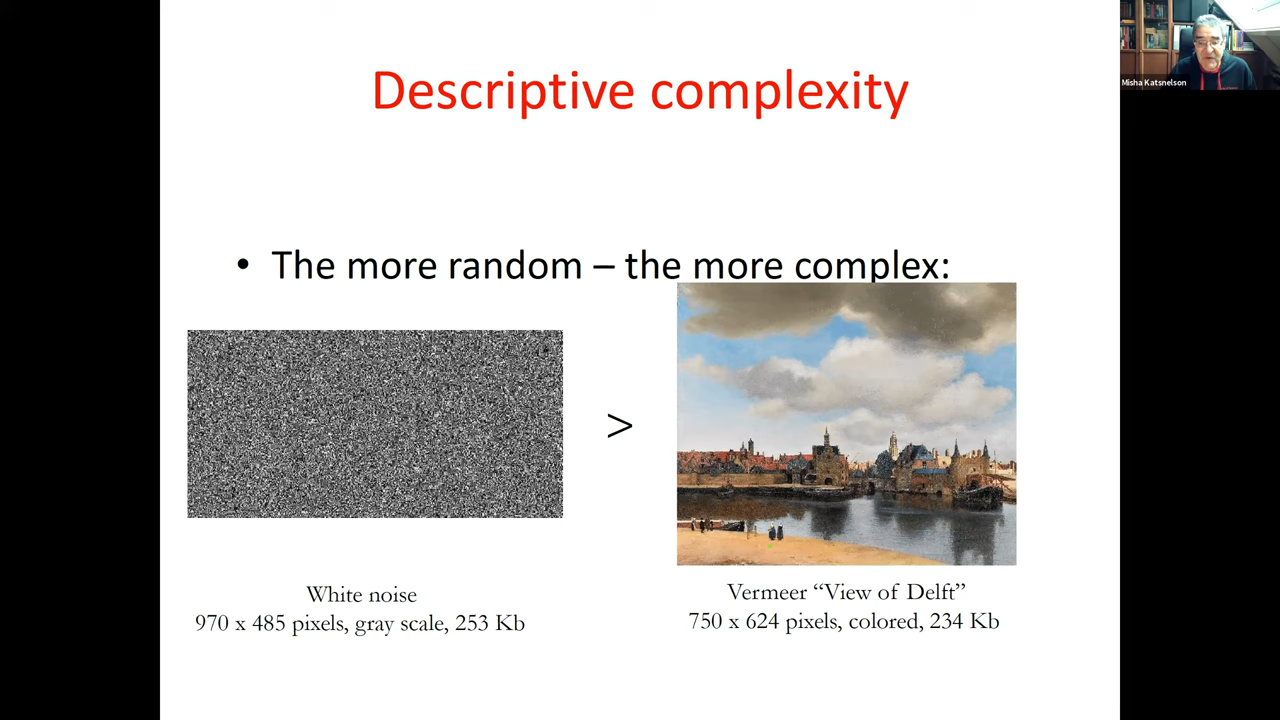 Descriptive complexity
Misha Katsnelson
• The more random – the more complex:
>
White noise
970 x 485 pixels, gray scale, 253 Kb
Vermeer “View of Delft”
750 x 624 pixels, colored, 234 Kb